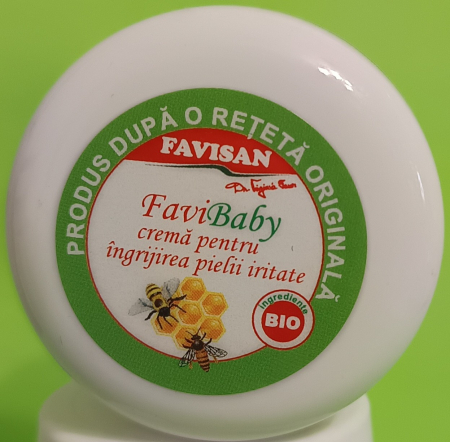 PRODUS DUPĂ O REȚETĂ ORIGINALĂ
FAVISAN
FaviBaby
cremă pentru
îngrijirea pielii iritate
ingrediente
BIO